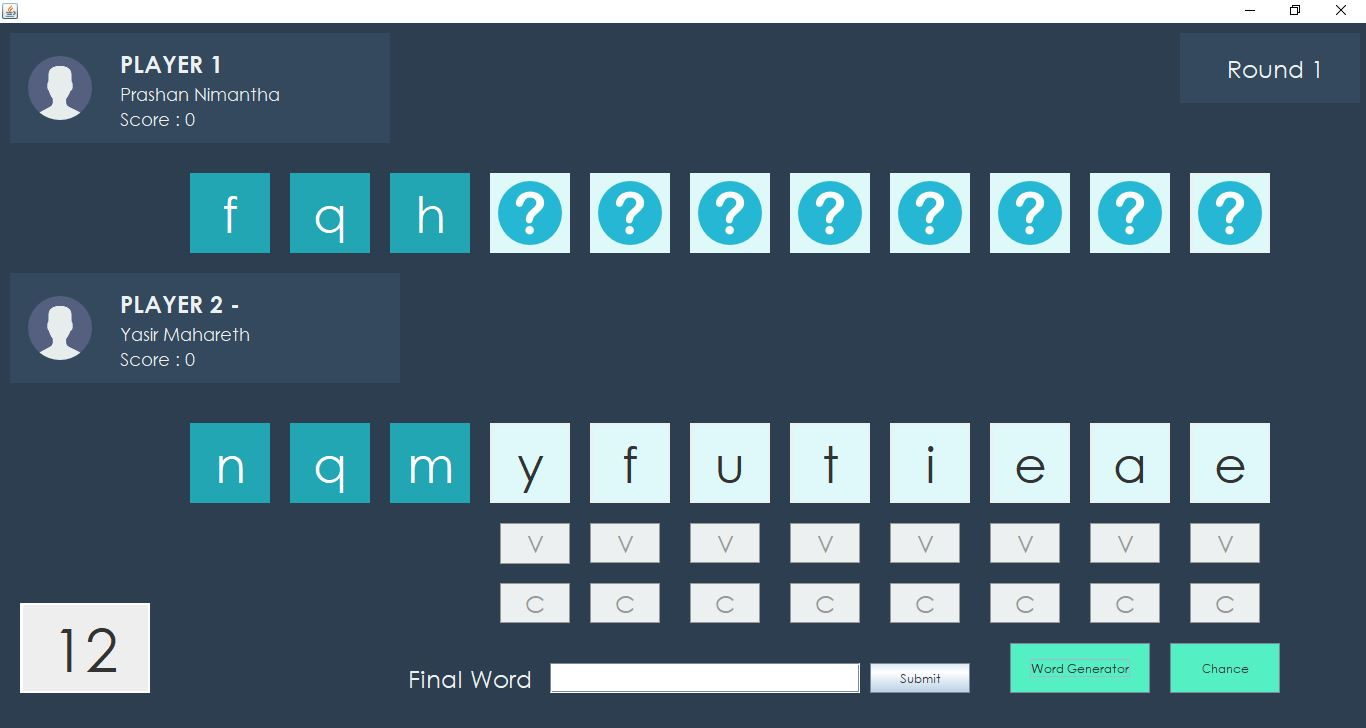 PLAYER 1
Prashan Nimantha
Score : 0
Round 1
f q h ? ? ? ? ? ? ? ?
PLAYER 2 -
Yasir Mahareth
Score : 0
n q m y f u t i e a e
V V V V V V V V
C C C C C C C C
12
Final Word
Submit
Word Generator
Chance